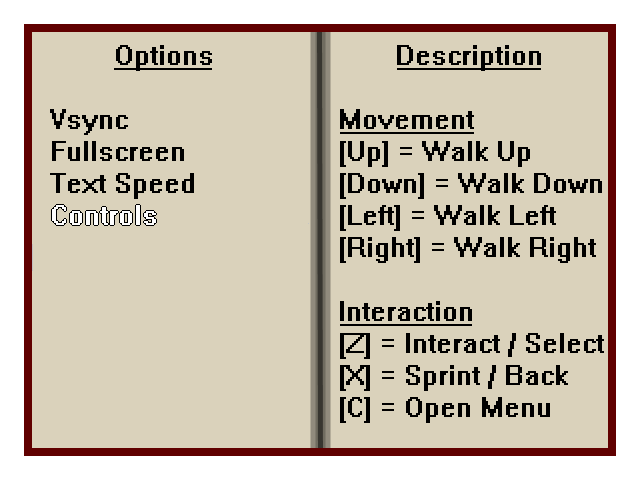 Options
Vsync
Fullscreen
Text Speed
Controls
Description
Movement
[Up] = Walk Up
[Down] = Walk Down
[Left] = Walk Left
[Right] = Walk Right
Interaction
[Z] = Interact / Select
[X] = Sprint / Back
[C] = Open Menu